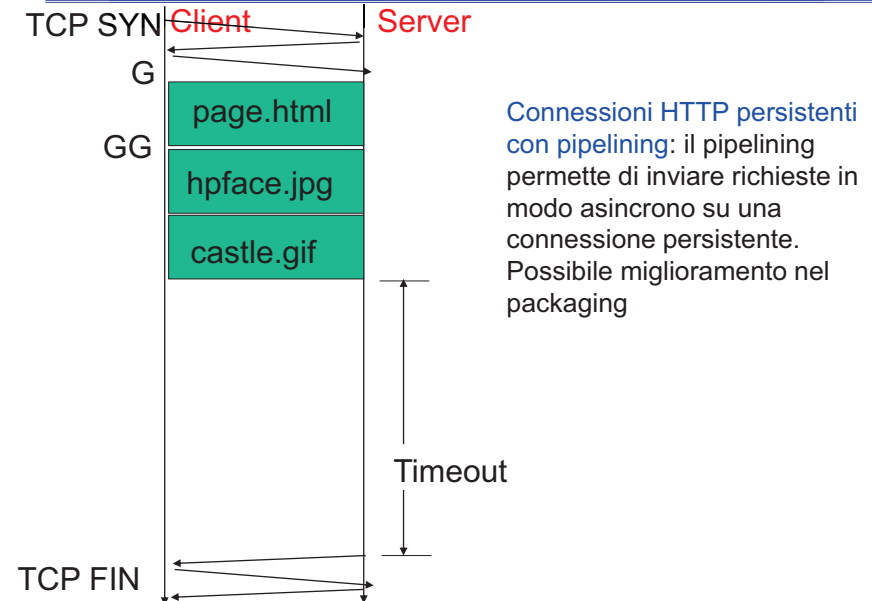 TCP SYN
Client
Server
G
page.html
GG
hpface.jpg
castle.gif
Connessioni HTTP persistenti
con pipelining: il pipelining
permette di inviare richieste in
modo asincrono su una
connessione persistente.
Possibile miglioramento nel
packaging
Timeout
TCP FIN